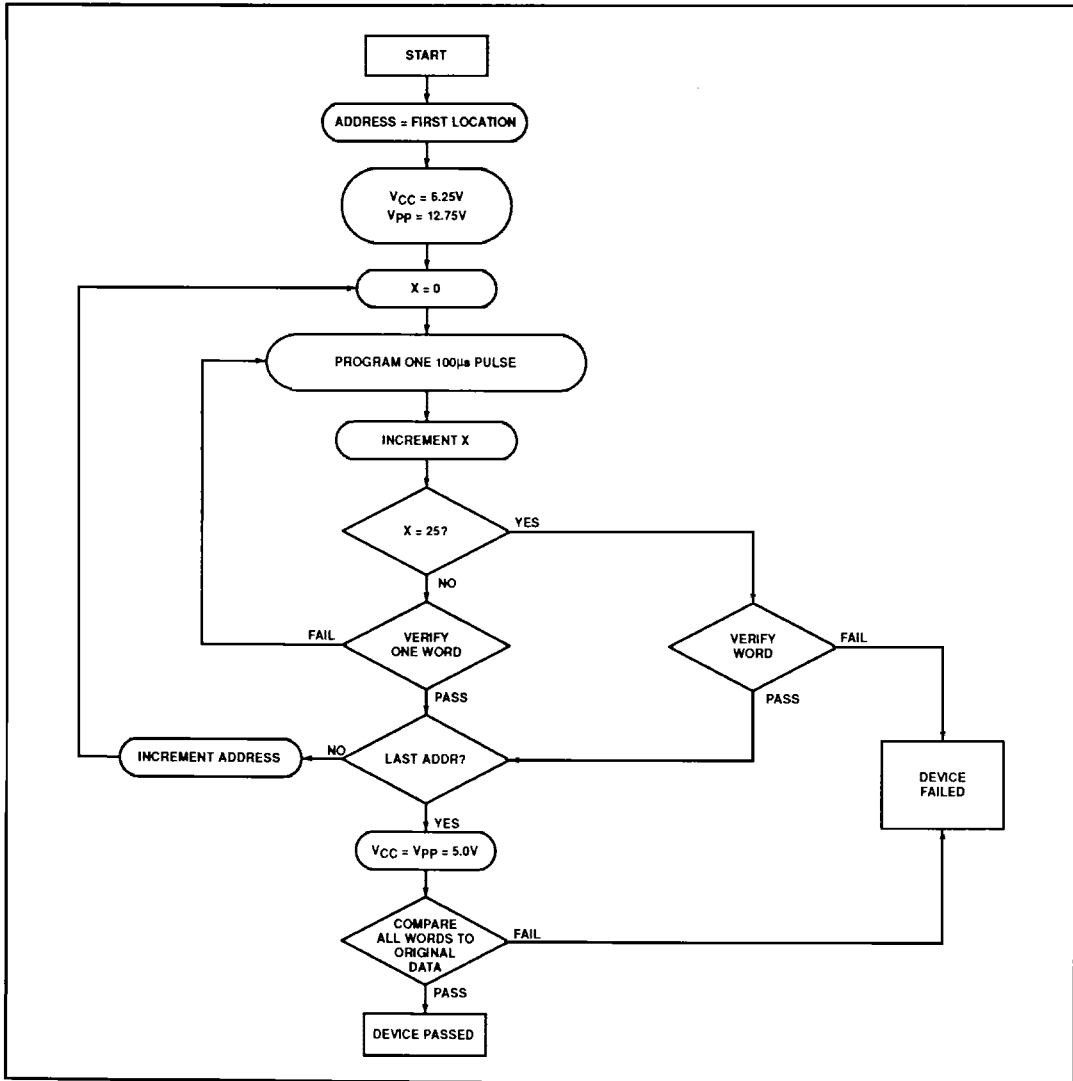 START
ADDRESS = FIRST LOCATION
VCC = 6.25V
VPP = 12.75V
X = 0
PROGRAM ONE 100µs PULSE
INCREMENT X
X = 25?
YES
NO
VERIFY
ONE WORD
FAIL
PASS
VERIFY
WORD
FAIL
PASS
INCREMENT ADDRESS
NO
LAST ADDR?
YES
DEVICE
FAILED
VCC = VPP = 5.0V
COMPARE
ALL WORDS TO
ORIGINAL
DATA
FAIL
PASS
DEVICE PASSED